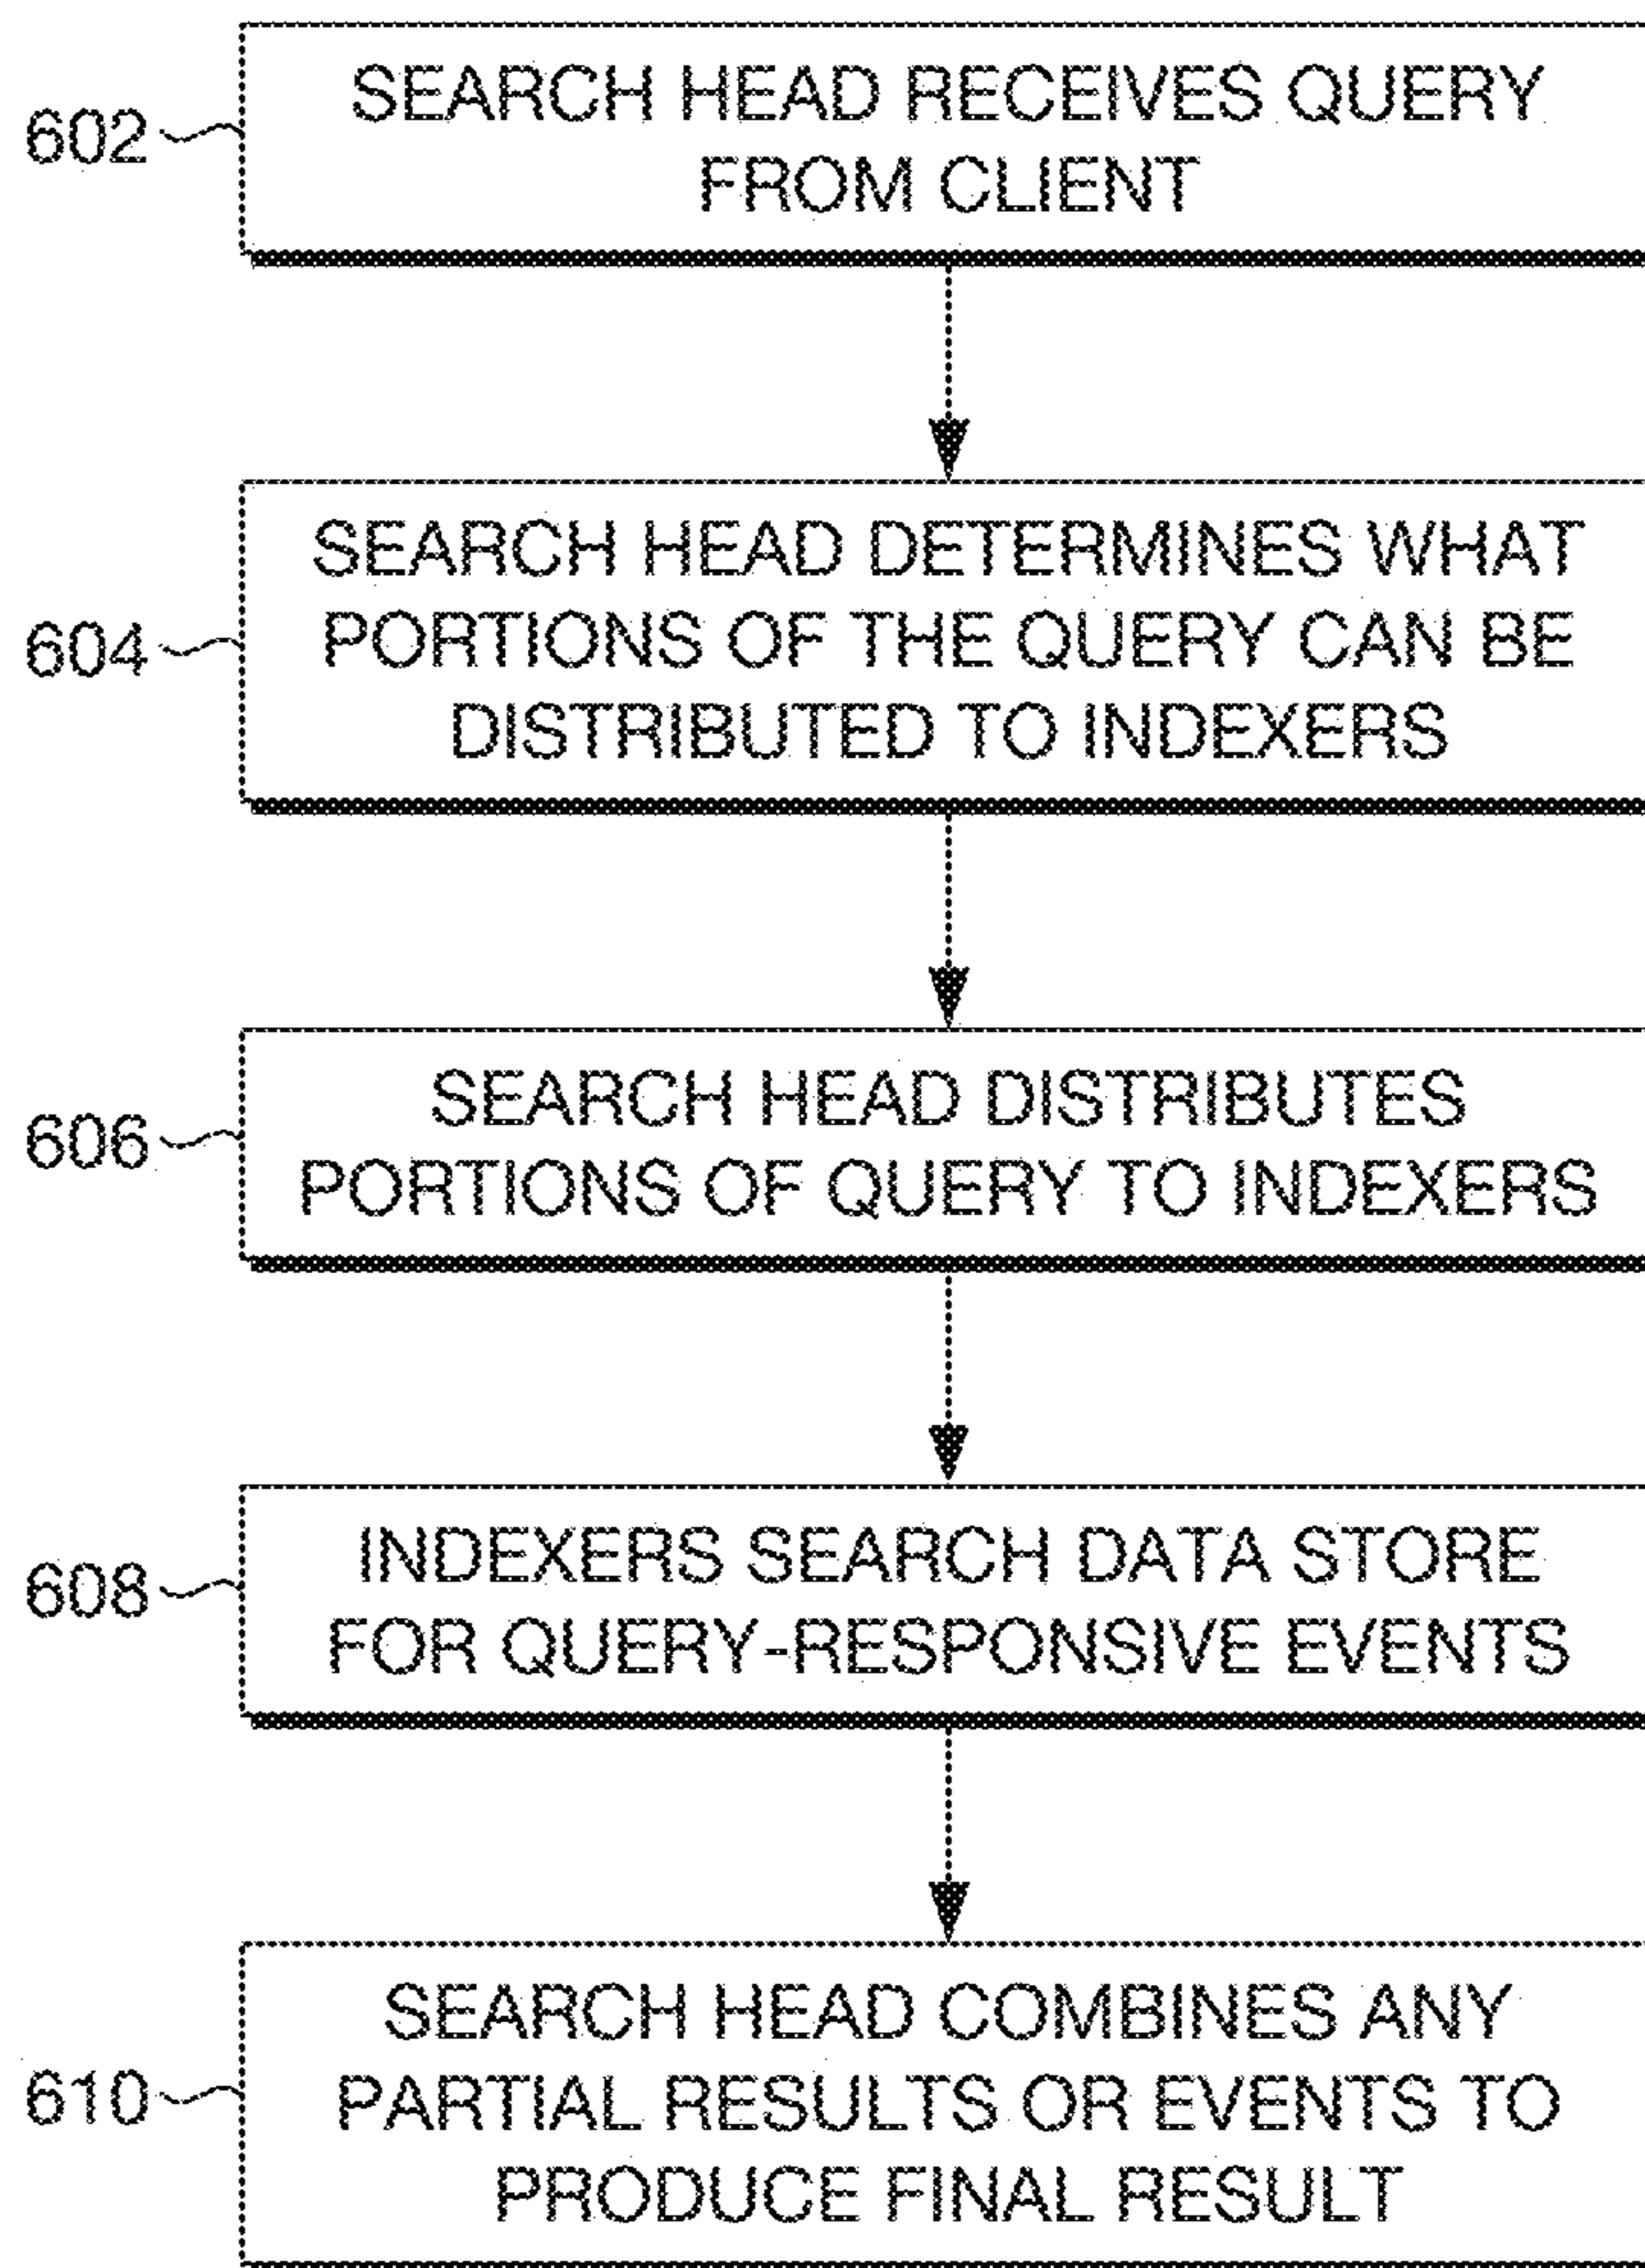 602
SEARCH HEAD RECEIVES QUERY
FROM CLIENT
604
SEARCH HEAD DETERMINES WHAT
PORTIONS OF THE QUERY CAN BE
DISTRIBUTED TO INDEXERS
606
SEARCH HEAD DISTRIBUTES
PORTIONS OF QUERY TO INDEXERS
608
INDEXERS SEARCH DATA STORE
FOR QUERY-RESPONSIVE EVENTS
610
SEARCH HEAD COMBINES ANY
PARTIAL RESULTS OR EVENTS TO
PRODUCE FINAL RESULT